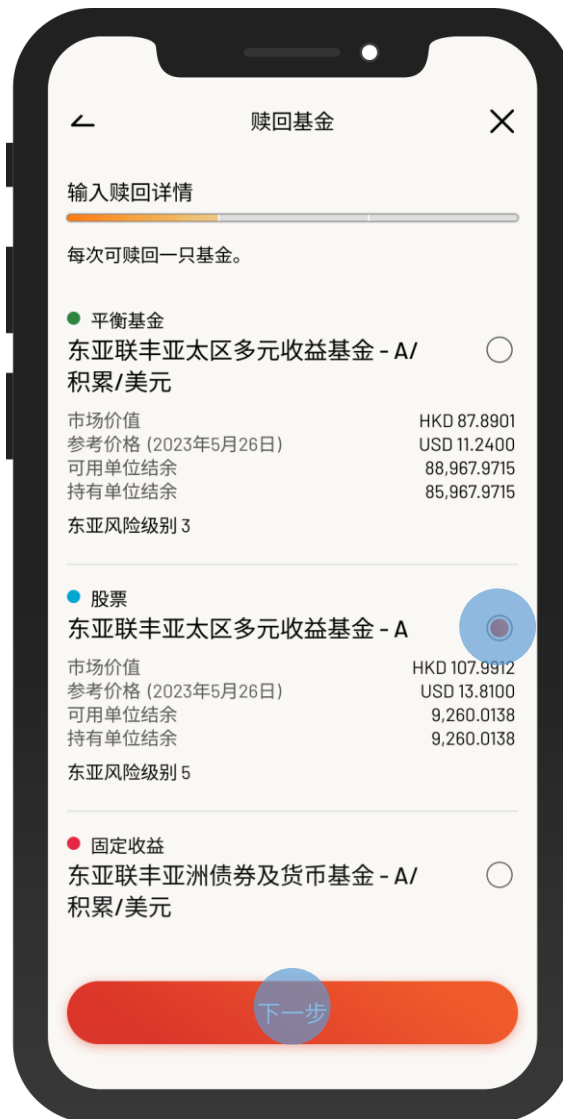 赎回基金
输入赎回详情
每次可赎回一只基金。
平衡基金
东亚联丰亚太区多元收益基金 - A/
积累/美元
市场价值 HKD 87.8901
参考价格 (2023年5月26日) USD 11.2400
可用单位结余 88,967.9715
持有单位结余 85,967.9715
东亚风险级别 3
股票
东亚联丰亚太区多元收益基金 - A
市场价值 HKD 107.9912
参考价格 (2023年5月26日) USD 13.8100
可用单位结余 9,260.0138
持有单位结余 9,260.0138
东亚风险级别 5
固定收益
东亚联丰亚洲债券及货币基金 - A/
积累/美元
下一步